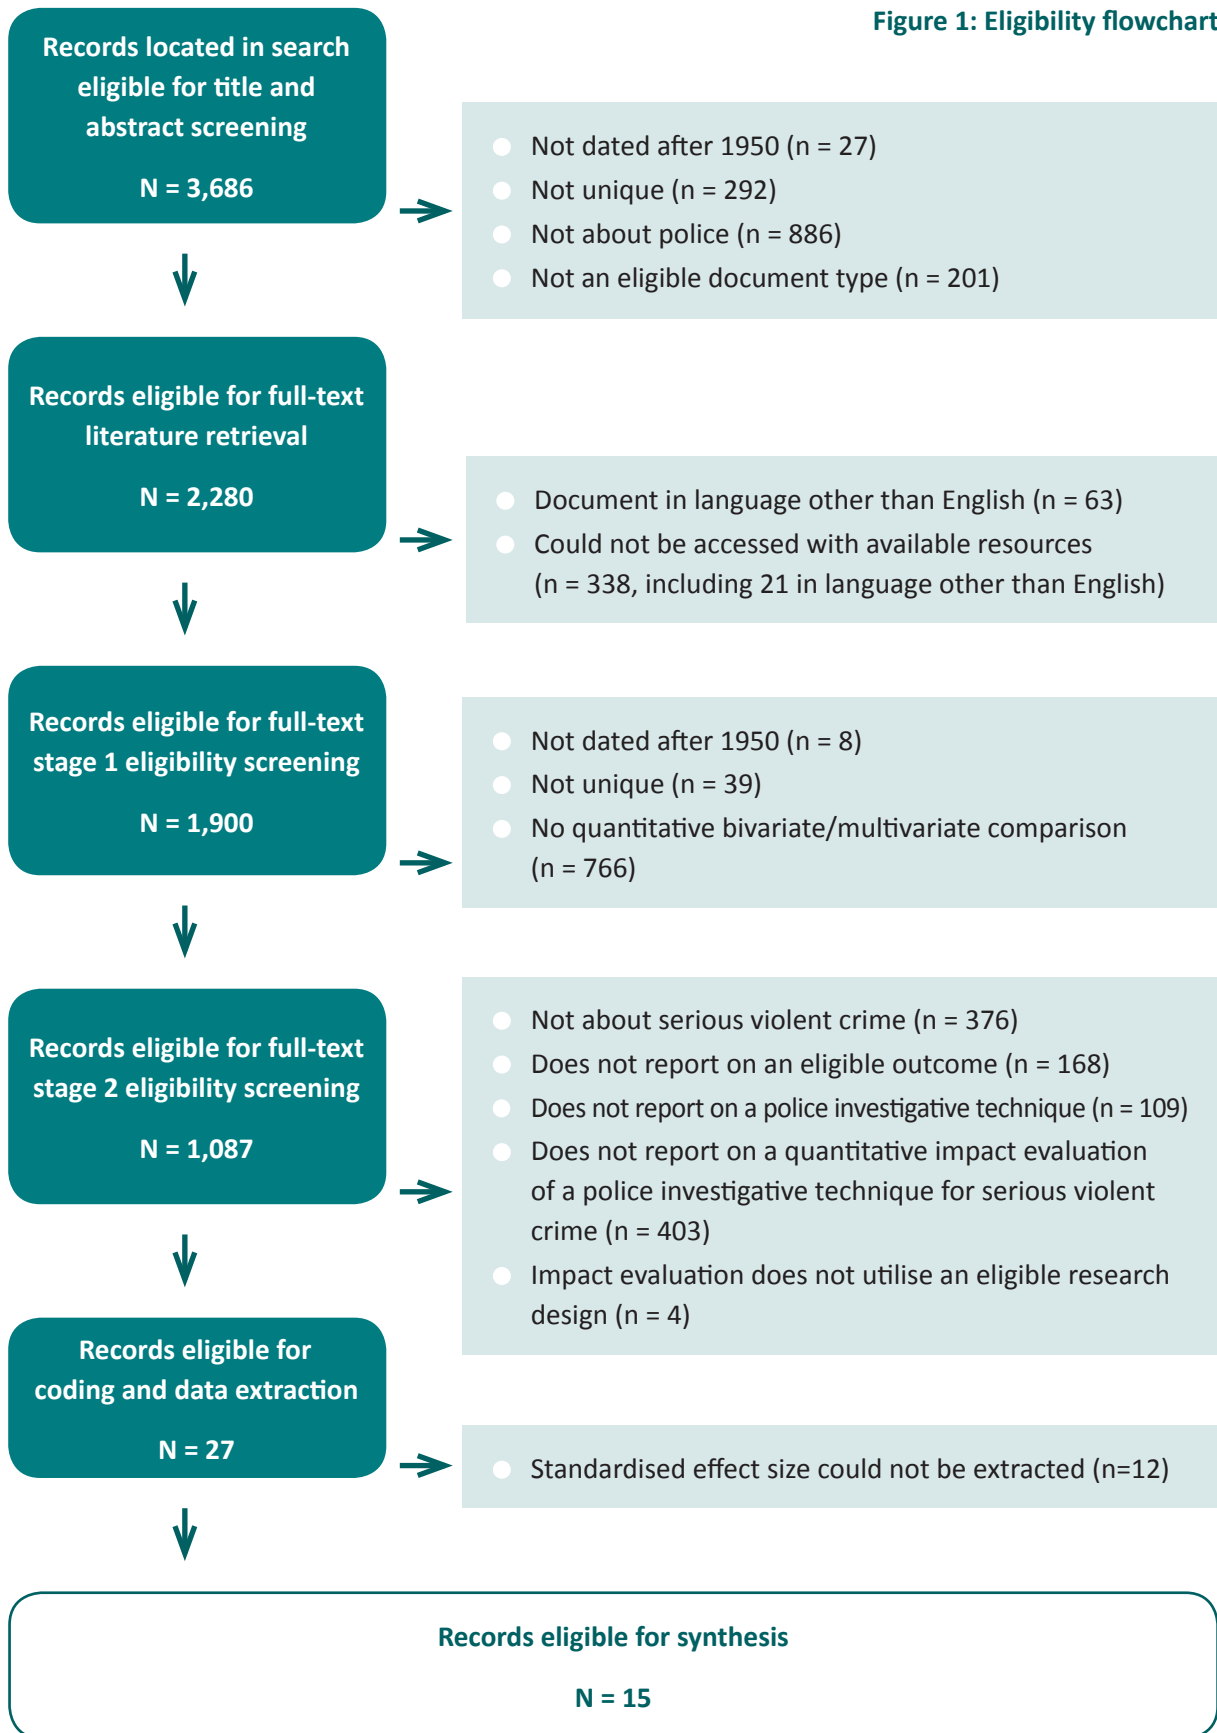 Figure 1: Eligibility flowchart
Records located in search
eligible for title and
abstract screening
N = 3,686
Not dated after 1950 (n = 27)
Not unique (n = 292)
Not about police (n = 886)
Not an eligible document type (n = 201)
Records eligible for full-text
literature retrieval
N = 2,280
Document in language other than English (n = 63)
Could not be accessed with available resources
(n = 338, including 21 in language other than English)
Records eligible for full-text
stage 1 eligibility screening
N = 1,900
Not dated after 1950 (n = 8)
Not unique (n = 39)
No quantitative bivariate/multivariate comparison
(n = 766)
Records eligible for full-text
stage 2 eligibility screening
N = 1,087
Not about serious violent crime (n = 376)
Does not report on an eligible outcome (n = 168)
Does not report on a police investigative technique (n = 109)
Does not report on a quantitative impact evaluation
of a police investigative technique for serious violent
crime (n = 403)
Impact evaluation does not utilise an eligible research
design (n = 4)
Records eligible for
coding and data extraction
N = 27
Standardised effect size could not be extracted (n=12)
Records eligible for synthesis
N = 15